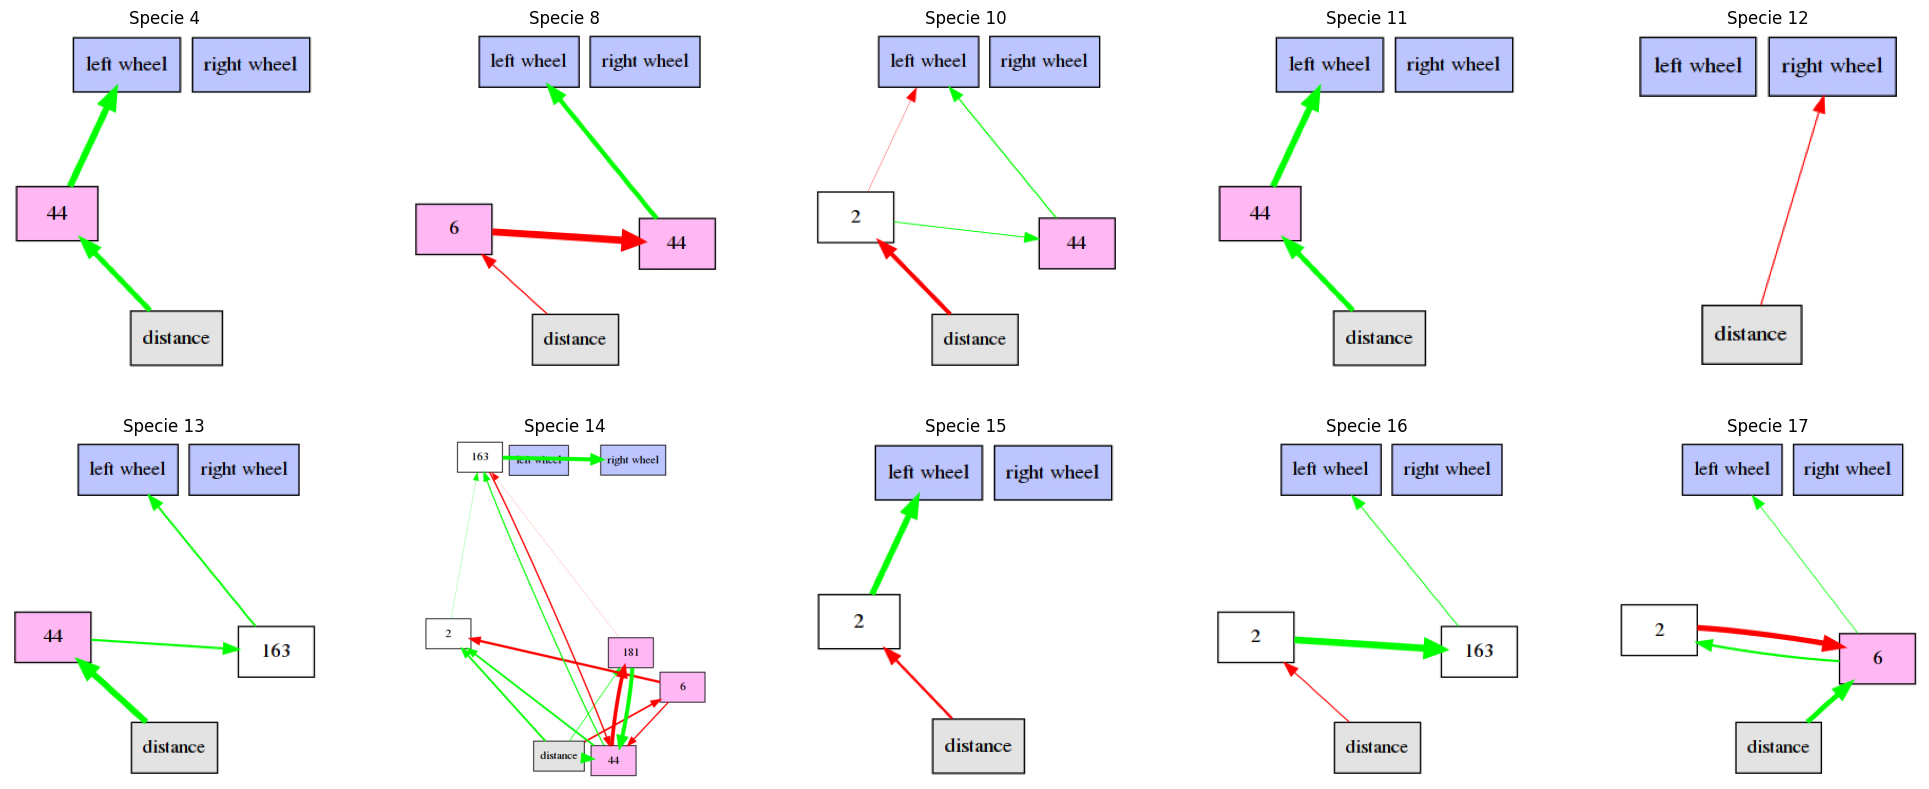 Specie 4
left wheel
right wheel
44
distance
Specie 8
left wheel
right wheel
6
44
distance
Specie 10
left wheel
right wheel
2
44
distance
Specie 11
left wheel
right wheel
44
distance
Specie 12
left wheel
right wheel
distance
Specie 13
left wheel
right wheel
44
163
distance
Specie 14
163
left wheel
right wheel
2
181
6
distance
44
Specie 15
left wheel
right wheel
2
distance
Specie 16
left wheel
right wheel
2
163
distance
Specie 17
left wheel
right wheel
2
6
distance